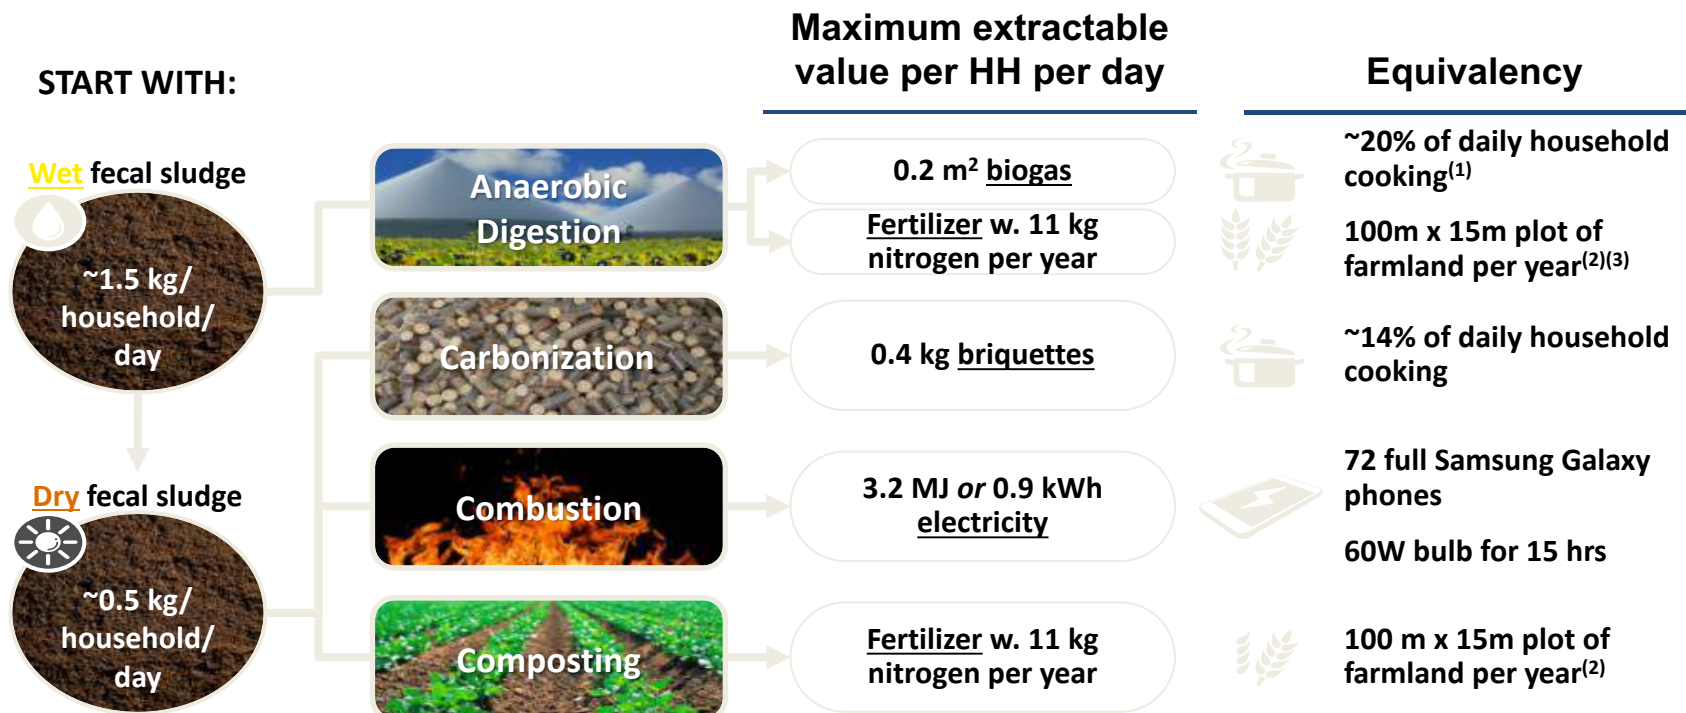 START WITH:
Maximum extractable
value per HH per day
Equivalency
Wet fecal sludge
~1.5 kg/
household/
day
Anaerobic
Digestion
0.2 m² biogas
~20% of daily household
cooking(1)
Fertilizer w. 11 kg
nitrogen per year
100m x 15m plot of
farmland per year(2)(3)
Carbonization
0.4 kg briquettes
~14% of daily household
cooking
Dry fecal sludge
~0.5 kg/
household/
day
Combustion
3.2 MJ or 0.9 kWh
electricity
72 full Samsung Galaxy
phones
60W bulb for 15 hrs
Composting
Fertilizer w. 11 kg
nitrogen per year
100 m x 15m plot of
farmland per year(2)